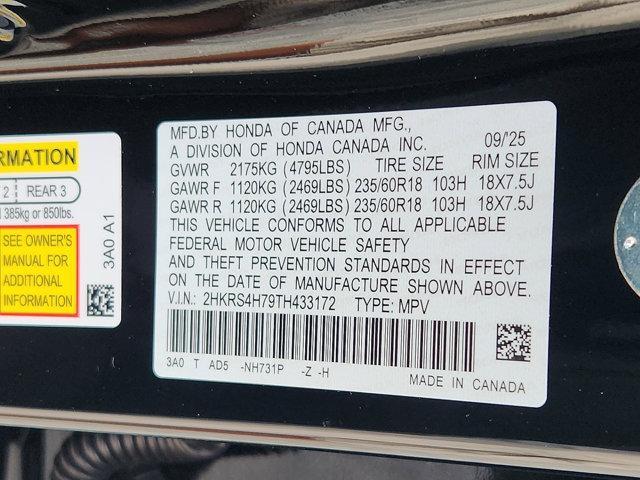 RMATION
2 REAR 3
385kg or 850lbs.
SEE OWNER'S
MANUAL FOR
ADDITIONAL
INFORMATION
3A0 A1
MFD.BY HONDA OF CANADA MFG.,
A DIVISION OF HONDA CANADA INC. 09/25
GVWR 2175KG (4795LBS) TIRE SIZE RIM SIZE
GAWR F 1120KG (2469LBS) 235/60R18 103H 18X7.5J
GAWR R 1120KG (2469LBS) 235/60R18 103H 18X7.5J
THIS VEHICLE CONFORMS TO ALL APPLICABLE
FEDERAL MOTOR VEHICLE SAFETY
AND THEFT PREVENTION STANDARDS IN EFFECT
ON THE DATE OF MANUFACTURE SHOWN ABOVE.
V.I.N.: 2HKRS4H79TH433172 TYPE: MPV
3A0 T AD5 -NH731P -Z -H
MADE IN CANADA